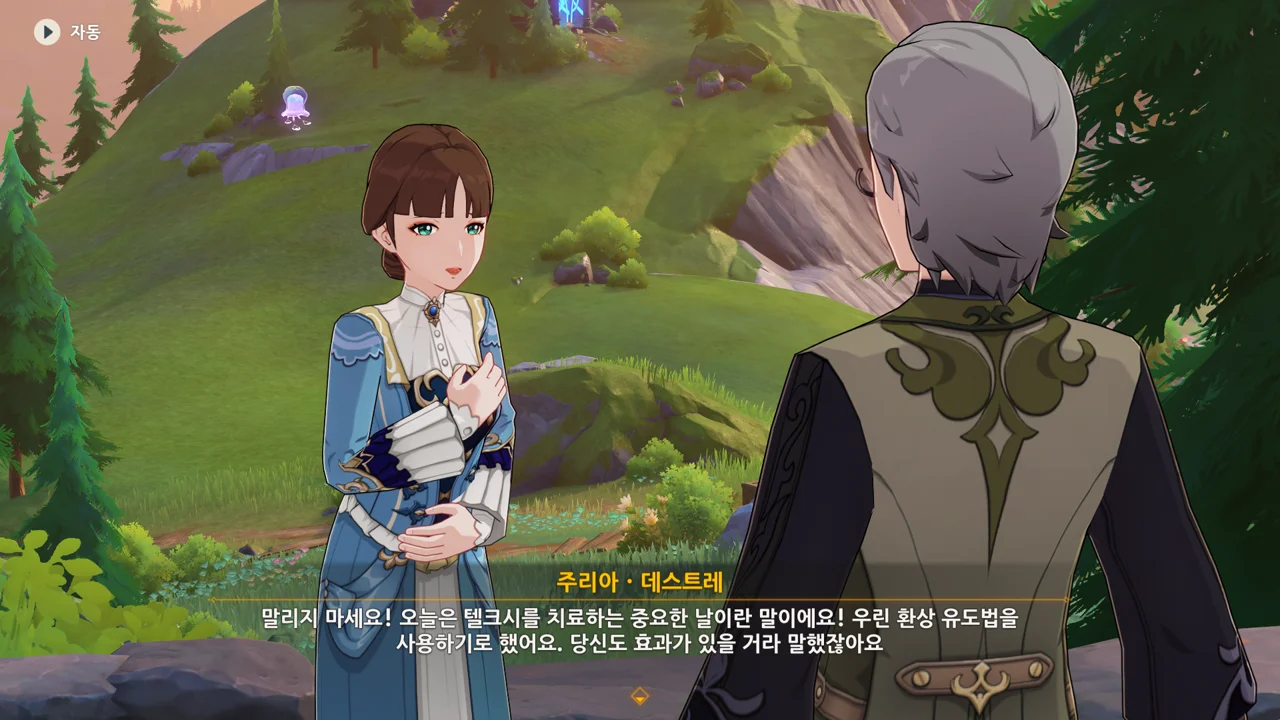 자동
주리아 · 데스트레
말리지 마세요! 오늘은 텔크시를 치료하는 중요한 날이란 말이에요! 우린 환상 유도법을
사용하기로 했어요. 당신도 효과가 있을 거라 말했잖아요